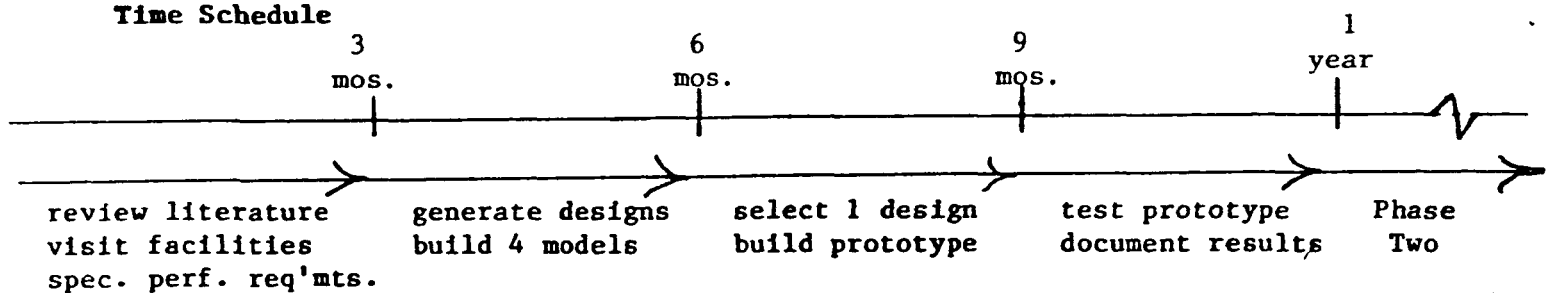 Time Schedule
3 mos.
6 mos.
9 mos.
1 year
review literature
visit facilities
spec. perf. req'mts.
generate designs
build 4 models
select 1 design
build prototype
test prototype
document results
Phase
Two